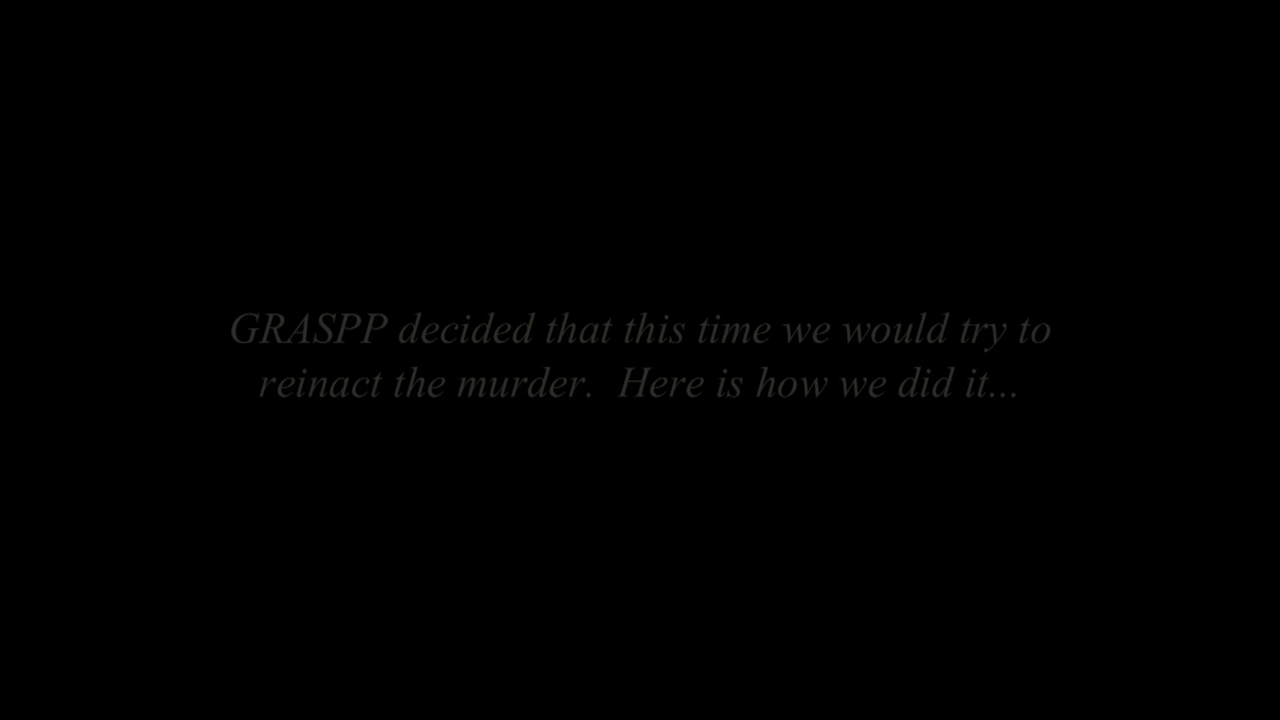 GRASPP decided that this time we would try to
reinact the murder.  Here is how we did it...